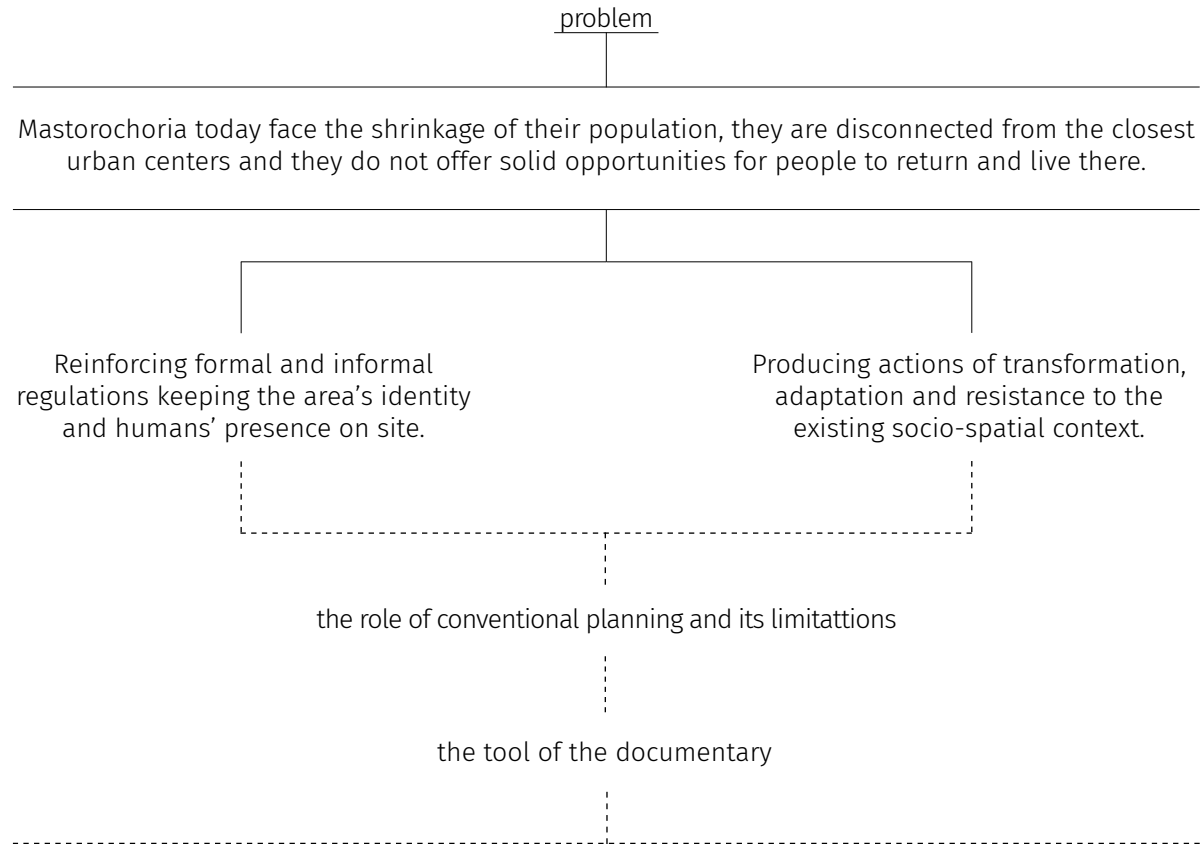 problem
Mastorochoria today face the shrinkage of their population, they are disconnected from the closest
urban centers and they do not offer solid opportunities for people to return and live there.
Reinforcing formal and informal
regulations keeping the area’s identity
and humans’ presence on site.
Producing actions of transformation,
adaptation and resistance to the
existing socio-spatial context.
the role of conventional planning and its limitattions
the tool of the documentary